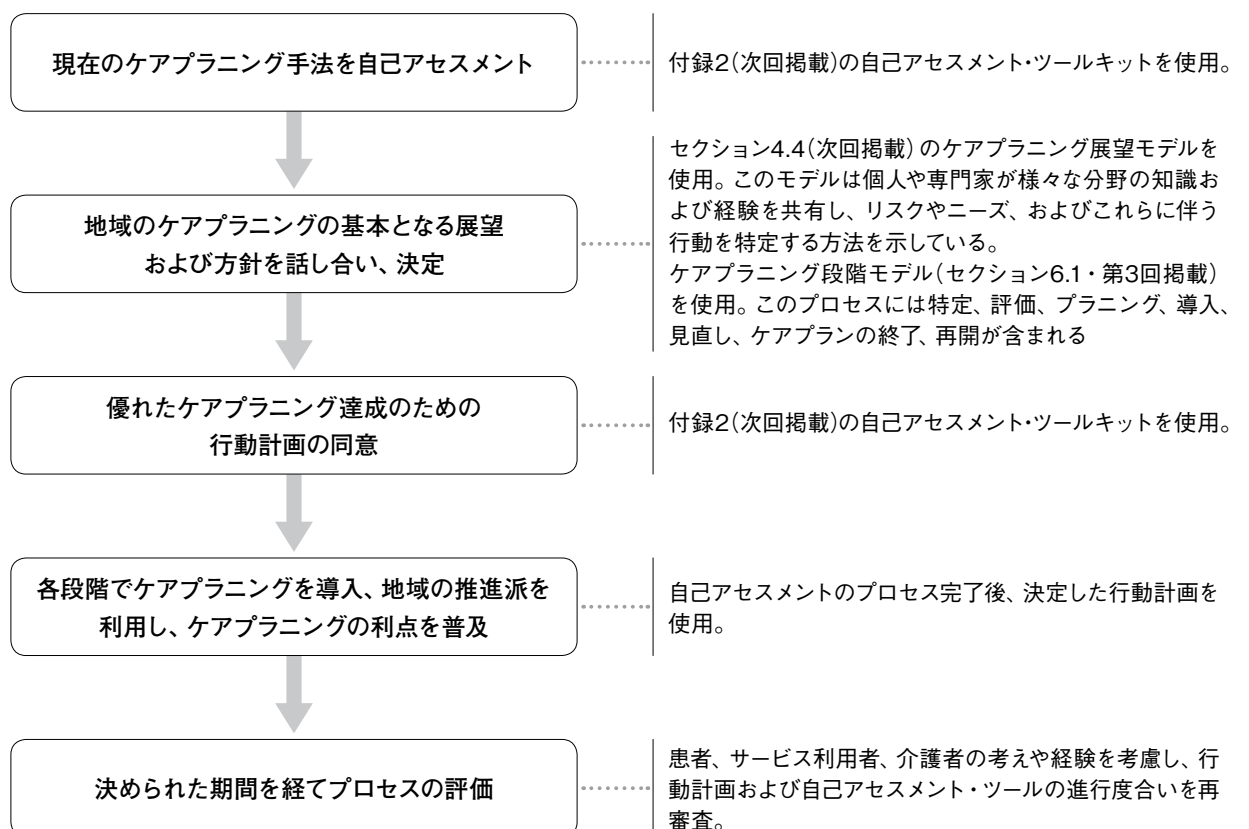 現在のケアプラニング手法を自己アセスメント
付録2(次回掲載)の自己アセスメント・ツールキットを使用。
地域のケアプラニングの基本となる展望
および方針を話し合い、決定
セクション4.4(次回掲載)のケアプラニング展望モデルを
使用。このモデルは個人や専門家が様々な分野の知識お
よび経験を共有し、リスクやニーズ、およびこれらに伴う
行動を特定する方法を示している。
ケアプラニング段階モデル(セクション6.1・第3回掲載)
を使用。このプロセスには特定、評価、プラニング、導入、
見直し、ケアプランの終了、再開が含まれる
優れたケアプラニング達成のための
行動計画の同意
付録2(次回掲載)の自己アセスメント・ツールキットを使用。
各段階でケアプラニングを導入、地域の推進派を
利用し、ケアプラニングの利点を普及
自己アセスメントのプロセス完了後、決定した行動計画を
使用。
決められた期間を経てプロセスの評価
患者、サービス利用者、介護者の考えや経験を考慮し、行
動計画および自己アセスメント・ツールの進行度合いを再
審査。